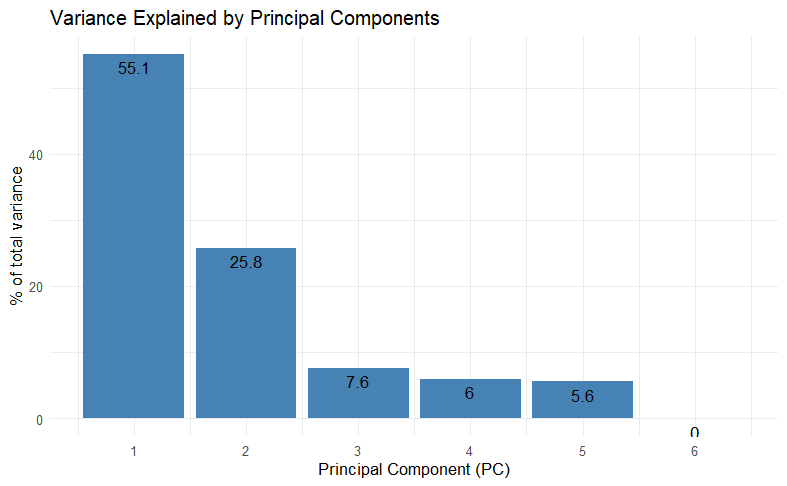 Variance Explained by Principal Components
% of total variance
40
20
0
55.1
25.8
7.6
6
5.6
0
1 2 3 4 5 6
Principal Component (PC)